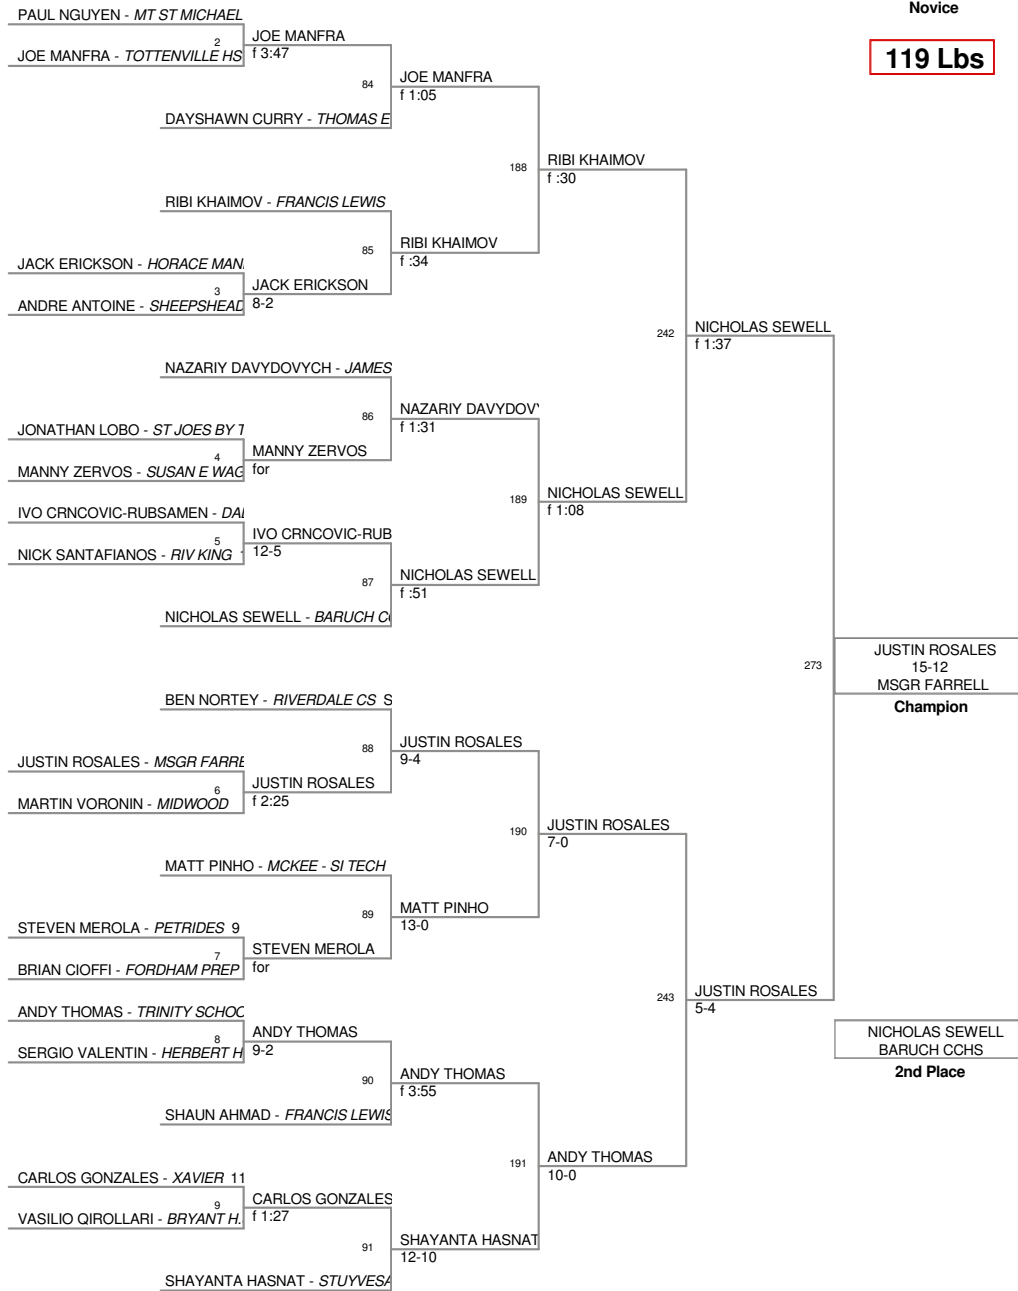 Novice
119 Lbs
PAUL NGUYEN - MT ST MICHAEL
2
JOE MANFRA - TOTTENVILLE HS
JOE MANFRA
f 3:47
84
JOE MANFRA
f 1:05
DAYSHAWN CURRY - THOMAS E
188
RIBI KHAIMOV
f :30
RIBI KHAIMOV - FRANCIS LEWIS
85
RIBI KHAIMOV
f :34
JACK ERICKSON - HORACE MAN
3
ANDRE ANTOINE - SHEEPSHEAD
JACK ERICKSON
8-2
242
NICHOLAS SEWELL
f 1:37
NAZARIY DAVYDOVYCH - JAMES
86
NAZARIY DAVYDOV
f 1:31
JONATHAN LOBO - ST JOES BY T
4
MANNY ZERVOS - SUSAN E WAG
MANNY ZERVOS
for
189
NICHOLAS SEWELL
f 1:08
IVO CRNCOVIC-RUBSAMEN - DAL
5
NICK SANTAFIANOS - RIV KING
IVO CRNCOVIC-RUB
12-5
87
NICHOLAS SEWELL
f :51
NICHOLAS SEWELL - BARUCH C
273
JUSTIN ROSALES
15-12
MSGR FARRELL
Champion
BEN NORTEY - RIVERDALE CS S
88
JUSTIN ROSALES
9-4
JUSTIN ROSALES - MSGR FARRE
6
MARTIN VORONIN - MIDWOOD
JUSTIN ROSALES
f 2:25
190
JUSTIN ROSALES
7-0
MATT PINHO - MCKEE - SI TECH
89
MATT PINHO
13-0
STEVEN MEROLA - PETRIDES 9
7
BRIAN CIOFFI - FORDHAM PREP
STEVEN MEROLA
for
243
JUSTIN ROSALES
5-4
ANDY THOMAS - TRINITY SCHOO
8
SERGIO VALENTIN - HERBERT H
ANDY THOMAS
9-2
90
ANDY THOMAS
f 3:55
SHAUN AHMAD - FRANCIS LEWIS
191
ANDY THOMAS
10-0
CARLOS GONZALES - XAVIER 11
9
VASILIO QIROLLARI - BRYANT H.
CARLOS GONZALES
f 1:27
91
SHAYANTA HASNAT
12-10
SHAYANTA HASNAT - STUYVESA
NICHOLAS SEWELL
BARUCH CCHS
2nd Place